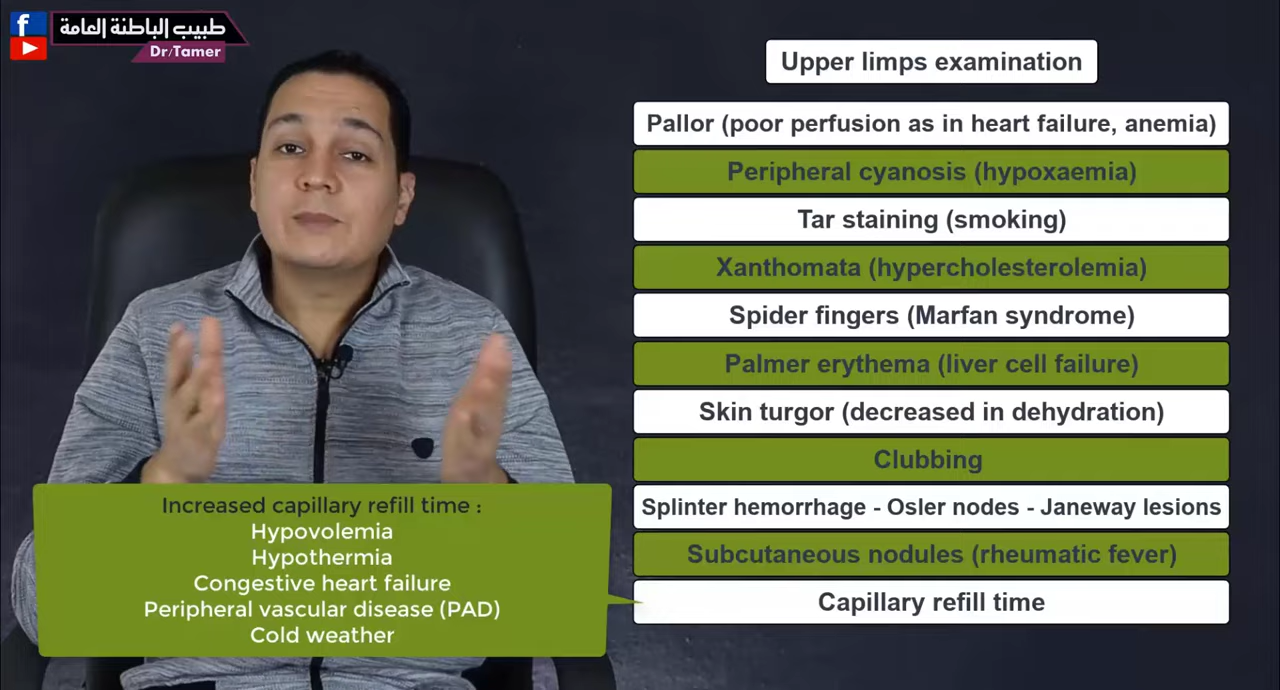 طبيب الباطنة العامة
Dr/Tamer
Upper limps examination
Pallor (poor perfusion as in heart failure, anemia)
Peripheral cyanosis (hypoxaemia)
Tar staining (smoking)
Xanthomata (hypercholesterolemia)
Spider fingers (Marfan syndrome)
Palmer erythema (liver cell failure)
Skin turgor (decreased in dehydration)
Clubbing
Splinter hemorrhage - Osler nodes - Janeway lesions
Subcutaneous nodules (rheumatic fever)
Capillary refill time
Increased capillary refill time :
Hypovolemia
Hypothermia
Congestive heart failure
Peripheral vascular disease (PAD)
Cold weather